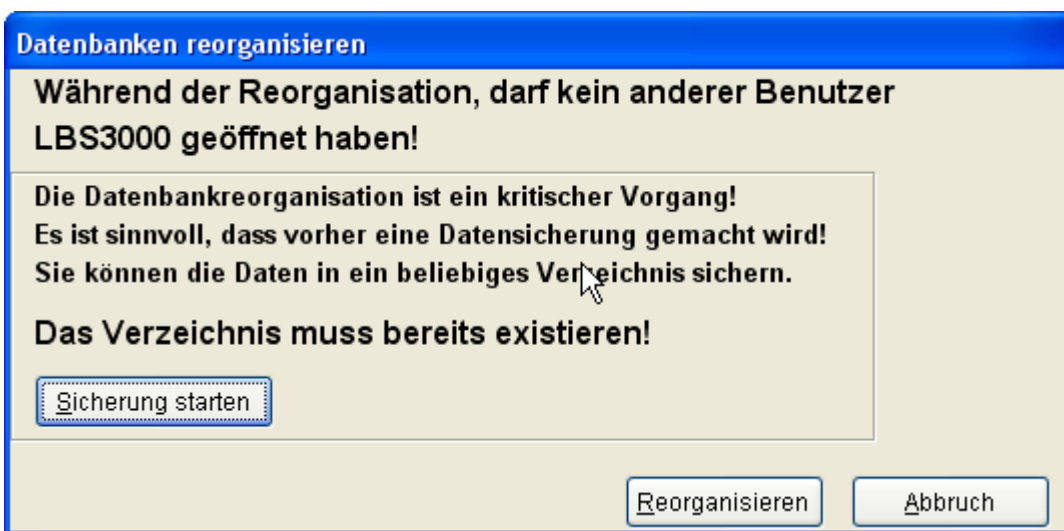 Datenbanken reorganisieren
Während der Reorganisation, darf kein anderer Benutzer
LBS3000 geöffnet haben!
Die Datenbankreorganisation ist ein kritischer Vorgang!
Es ist sinnvoll, dass vorher eine Datensicherung gemacht wird!
Sie können die Daten in ein beliebiges Verzeichnis sichern.
Das Verzeichnis muss bereits existieren!
Sicherung starten
Reorganisieren Abbruch